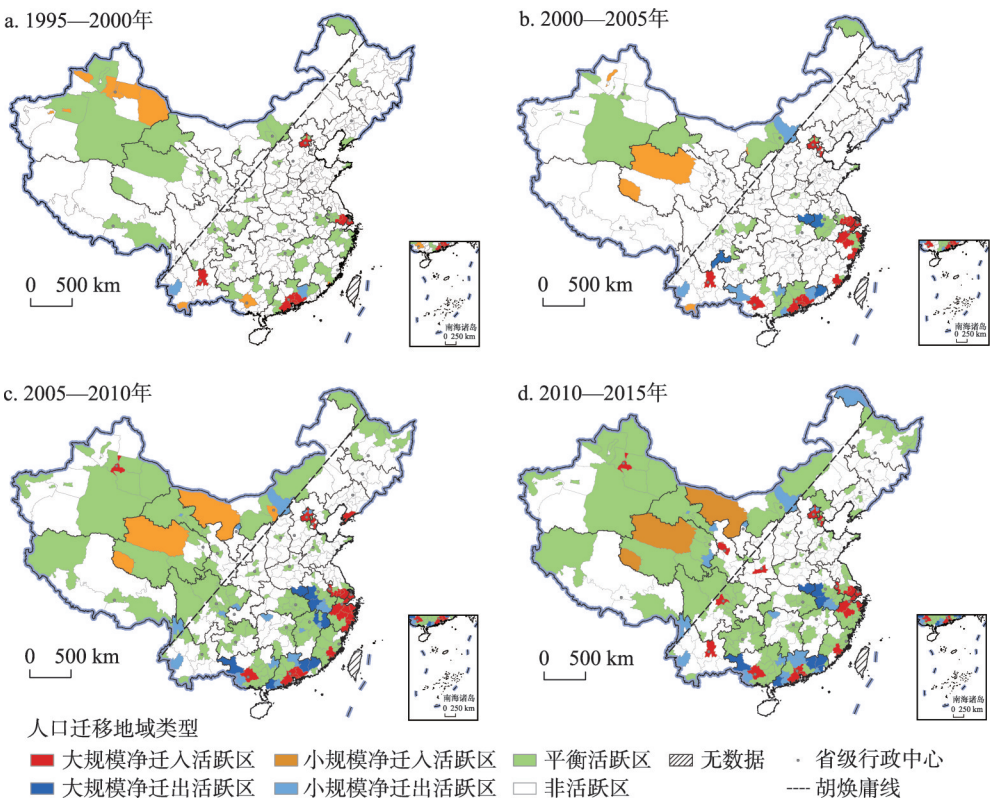 a. 1995—2000年
0 500 km
南海诸岛
0 250 km
b. 2000—2005年
0 500 km
南海诸岛
0 250 km
c. 2005—2010年
0 500 km
南海诸岛
0 250 km
d. 2010—2015年
0 500 km
南海诸岛
0 250 km
人口迁移地域类型
大规模净迁入活跃区 小规模净迁入活跃区 平衡活跃区 无数据 省级行政中心
大规模净迁出活跃区 小规模净迁出活跃区 非活跃区 胡焕庸线